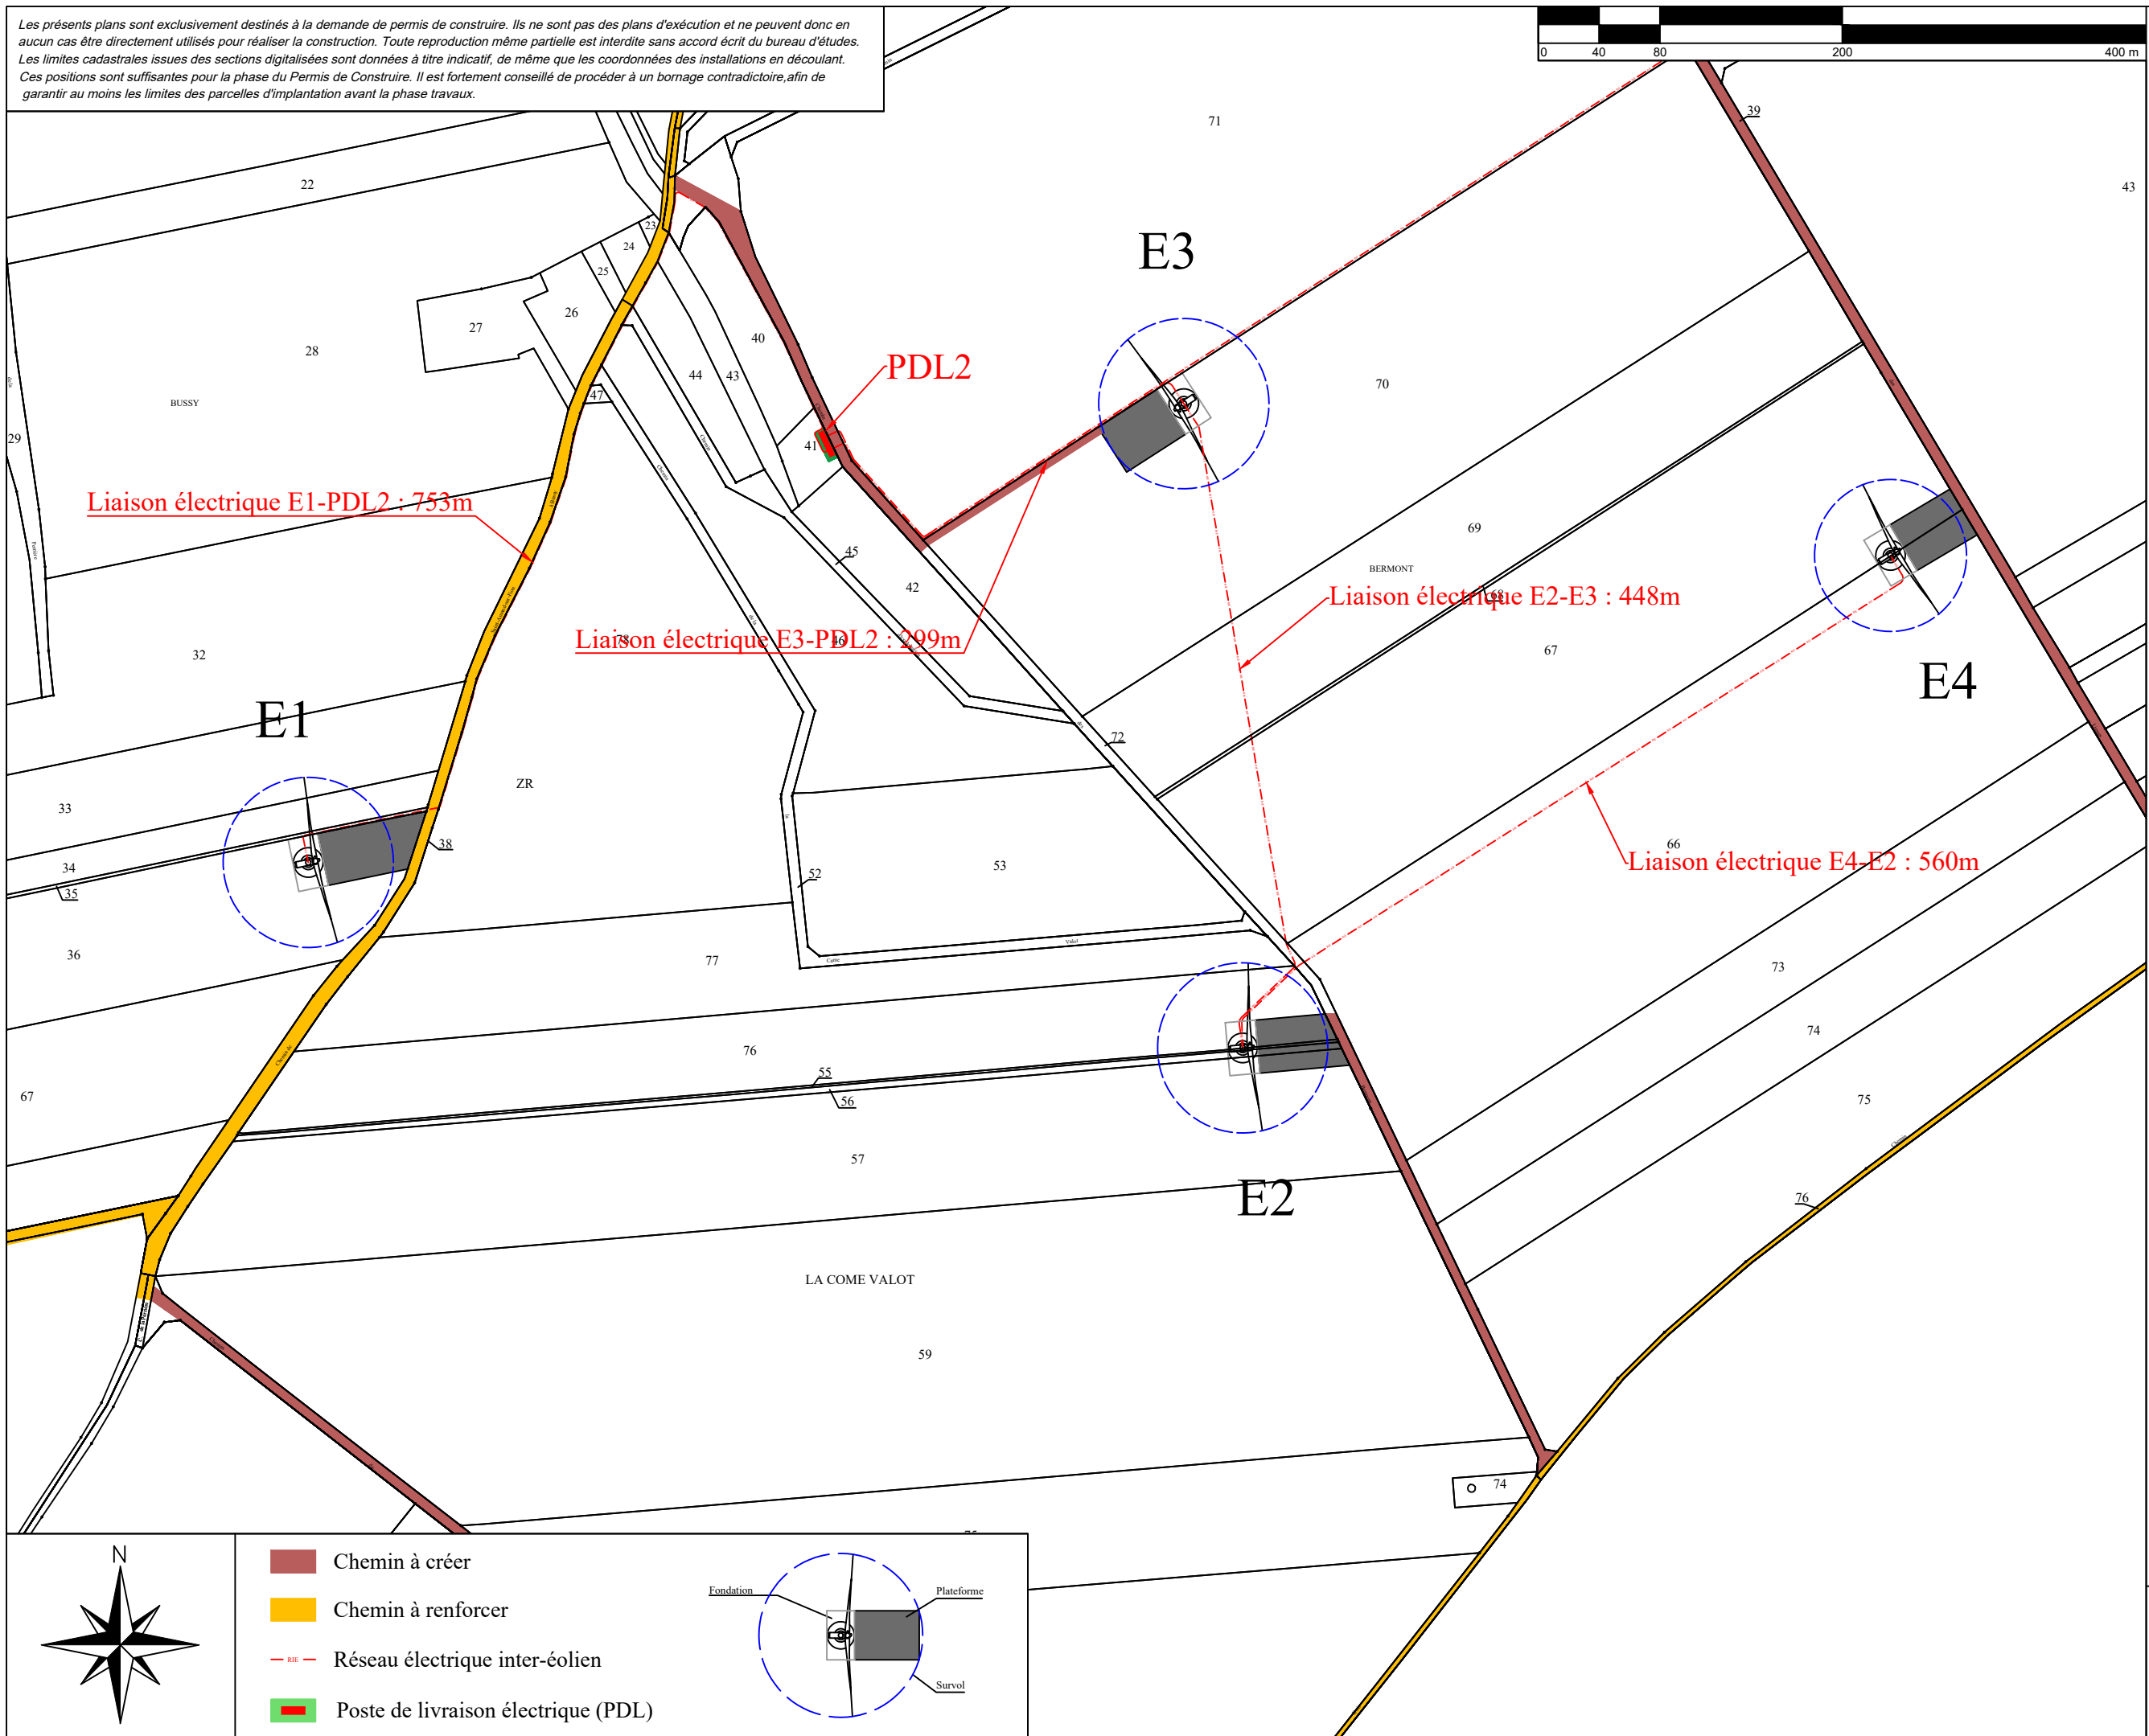 Les présents plans sont exclusivement destinés à la demande de permis de construire. Ils ne sont pas des plans d'exécution et ne peuvent donc en
aucun cas être directement utilisés pour réaliser la construction. Toute reproduction même partielle est interdite sans accord écrit du bureau d'études.
Les limites cadastrales issues des sections digitalisées sont données à titre indicatif, de même que les coordonnées des installations en découlant.
Ces positions sont suffisantes pour la phase du Permis de Construire. Il est fortement conseillé de procéder à un bornage contradictoire,afin de
garantir au moins les limites des parcelles d'implantation avant la phase travaux.
0 40 80 200 400 m
39
71
22
43
23
24
E3
25
26
27
40
28
PDL2
44
43
70
47
BUSSY
29
41
Liaison électrique E1-PDL2 : 753m
69
45
BERMONT
42
68
Liaison électrique E2-E3 : 448m
78
46
Liaison électrique E3-PDL2 : 299m
32
67
E4
E1
72
ZR
33
38
66
Liaison électrique E4-E2 : 560m
34
53
52
35
Valot
36
77
Came
73
74
76
55
67
56
75
Chemin de
57
E2
76
LA COME VALOT
59
74
75
N
Chemin à créer
Chemin à renforcer
RIE
Réseau électrique inter-éolien
Poste de livraison électrique (PDL)
Fondation
Plateforme
Survol